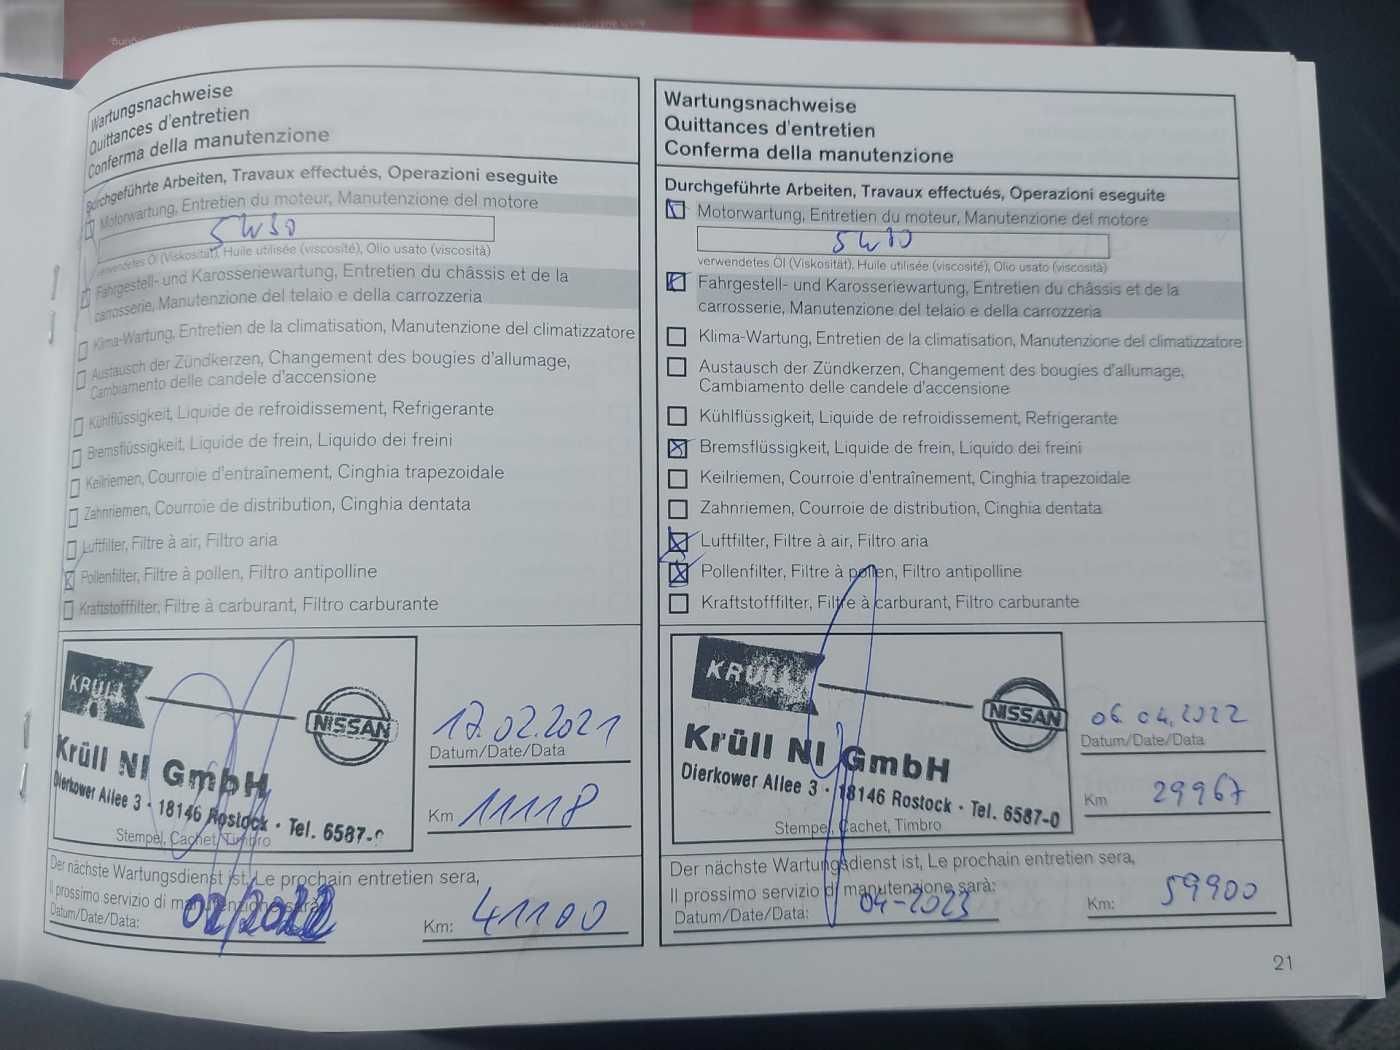 Wartungsnachweise
Quittances d'entretien
Conferma della manutenzione
Durchgeführte Arbeiten, Travaux effectués, Operazioni eseguite
Motorwartung, Entretien du moteur, Manutenzione del motore
5W30
verwendetes Öl (Viskosität), Huile utilisée (viscosité), Olio usato (viscosità)
Fahrgestell- und Karosseriewartung, Entretien du châssis et de la
carrosserie, Manutenzione del telaio e della carrozzeria
Klima-Wartung, Entretien de la climatisation, Manutenzione del climatizzatore
Austausch der Zündkerzen, Changement des bougies d'allumage,
Cambiamento delle candele d'accensione
Kühlflüssigkeit, Liquide de refroidissement, Refrigerante
Bremsflüssigkeit, Liquide de frein, Liquido dei freini
Keilriemen, Courroie d'entraînement, Cinghia trapezoidale
Zahnriemen, Courroie de distribution, Cinghia dentata
Luftfilter, Filtre à air, Filtro aria
Pollenfilter, Filtre à pollen, Filtro antipolline
Kraftstofffilter, Filtre à carburant, Filtro carburante
KRÜLL
NISSAN
Krüll NI GmbH
Dierkower Allee 3 · 18146 Rostock · Tel. 6587-0
Stempel, Cachet, Timbro
17.02.2021
Datum/Date/Data
Km 11118
Der nächste Wartungsdienst ist, Le prochain entretien sera,
Il prossimo servizio di manutenzione sarà:
Datum/Date/Data: 02/2022
Km: 41100
Wartungsnachweise
Quittances d'entretien
Conferma della manutenzione
Durchgeführte Arbeiten, Travaux effectués, Operazioni eseguite
Motorwartung, Entretien du moteur, Manutenzione del motore
5W30
verwendetes Öl (Viskosität), Huile utilisée (viscosité), Olio usato (viscosità)
Fahrgestell- und Karosseriewartung, Entretien du châssis et de la
carrosserie, Manutenzione del telaio e della carrozzeria
Klima-Wartung, Entretien de la climatisation, Manutenzione del climatizzatore
Austausch der Zündkerzen, Changement des bougies d'allumage,
Cambiamento delle candele d'accensione
Kühlflüssigkeit, Liquide de refroidissement, Refrigerante
Bremsflüssigkeit, Liquide de frein, Liquido dei freini
Keilriemen, Courroie d'entraînement, Cinghia trapezoidale
Zahnriemen, Courroie de distribution, Cinghia dentata
Luftfilter, Filtre à air, Filtro aria
Pollenfilter, Filtre à pollen, Filtro antipolline
Kraftstofffilter, Filtre à carburant, Filtro carburante
KRÜLL
NISSAN
Krüll NI GmbH
Dierkower Allee 3 · 18146 Rostock · Tel. 6587-0
Stempel, Cachet, Timbro
06.04.2022
Datum/Date/Data
Km 29967
Der nächste Wartungsdienst ist, Le prochain entretien sera,
Il prossimo servizio di manutenzione sarà:
Datum/Date/Data: 04-2023
Km: 59900
21